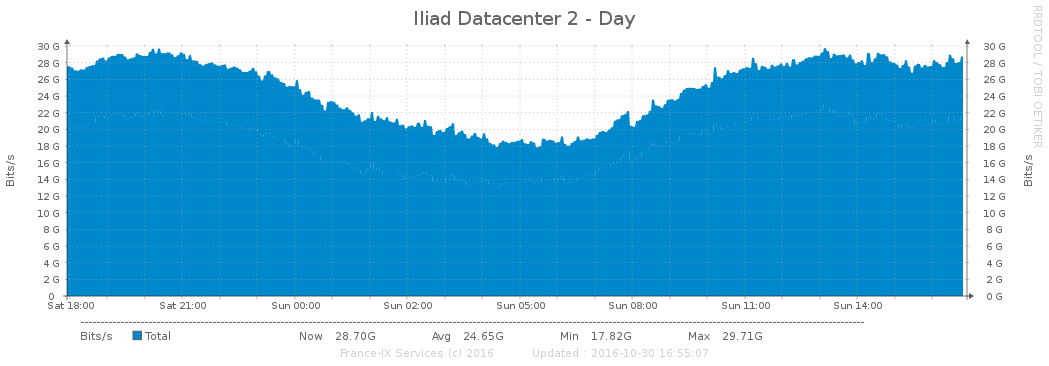 Iliad Datacenter 2 - Day
RRDTOOL / TOBI OETIKER
Bits/s
30 G
28 G
26 G
24 G
22 G
20 G
18 G
16 G
14 G
12 G
10 G
8 G
6 G
4 G
2 G
0
30 G
28 G
26 G
24 G
22 G
20 G
18 G
16 G
14 G
12 G
10 G
8 G
6 G
4 G
2 G
0 G
Bits/s
Sat 18:00 Sat 21:00 Sun 00:00 Sun 02:00 Sun 05:00 Sun 08:00 Sun 11:00 Sun 14:00
Bits/s Total Now 28.70G Avg 24.65G Min 17.82G Max 29.71G
France-IX Services (c) 2016 Updated : 2016-10-30 16:55:07